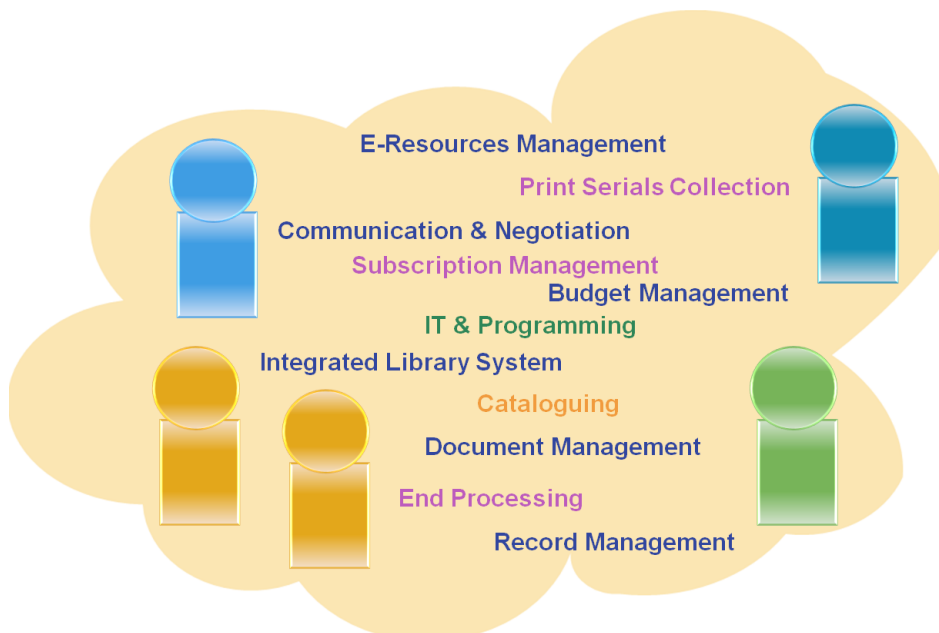 E-Resources Management
Print Serials Collection
Communication & Negotiation
Subscription Management
Budget Management
IT & Programming
Integrated Library System
Cataloguing
Document Management
End Processing
Record Management